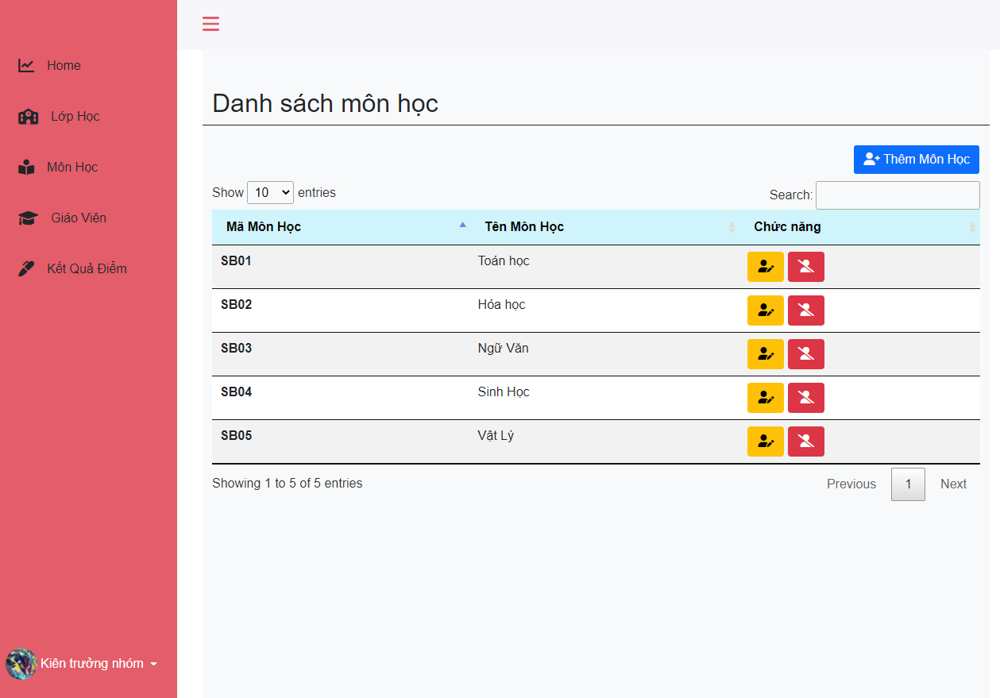 Home
Lớp Học
Môn Học
Giáo Viên
Kết Quả Điểm
Kiên trưởng nhóm
Danh sách môn học
Thêm Môn Học
Show 10 entries
Search:
Mã Môn Học Tên Môn Học Chức năng
SB01 Toán học
SB02 Hóa học
SB03 Ngữ Văn
SB04 Sinh Học
SB05 Vật Lý
Showing 1 to 5 of 5 entries
Previous 1 Next